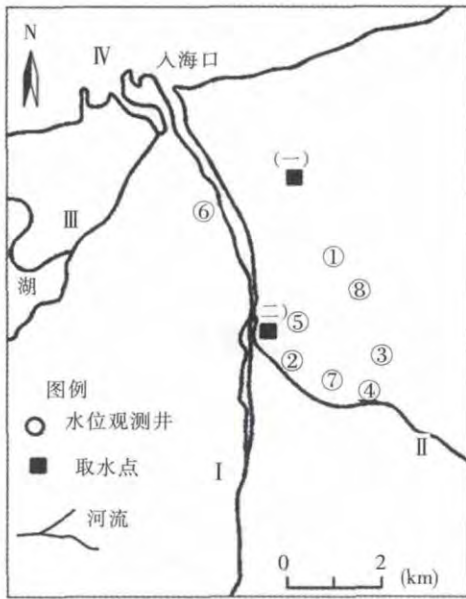 N
Ⅳ
入海口
(一)
Ⅲ
⑥
①
⑧
湖
二)
⑤
②
③
⑦
④
图例
水位观测井
取水点
河流
Ⅰ
Ⅱ
0 2
(km)